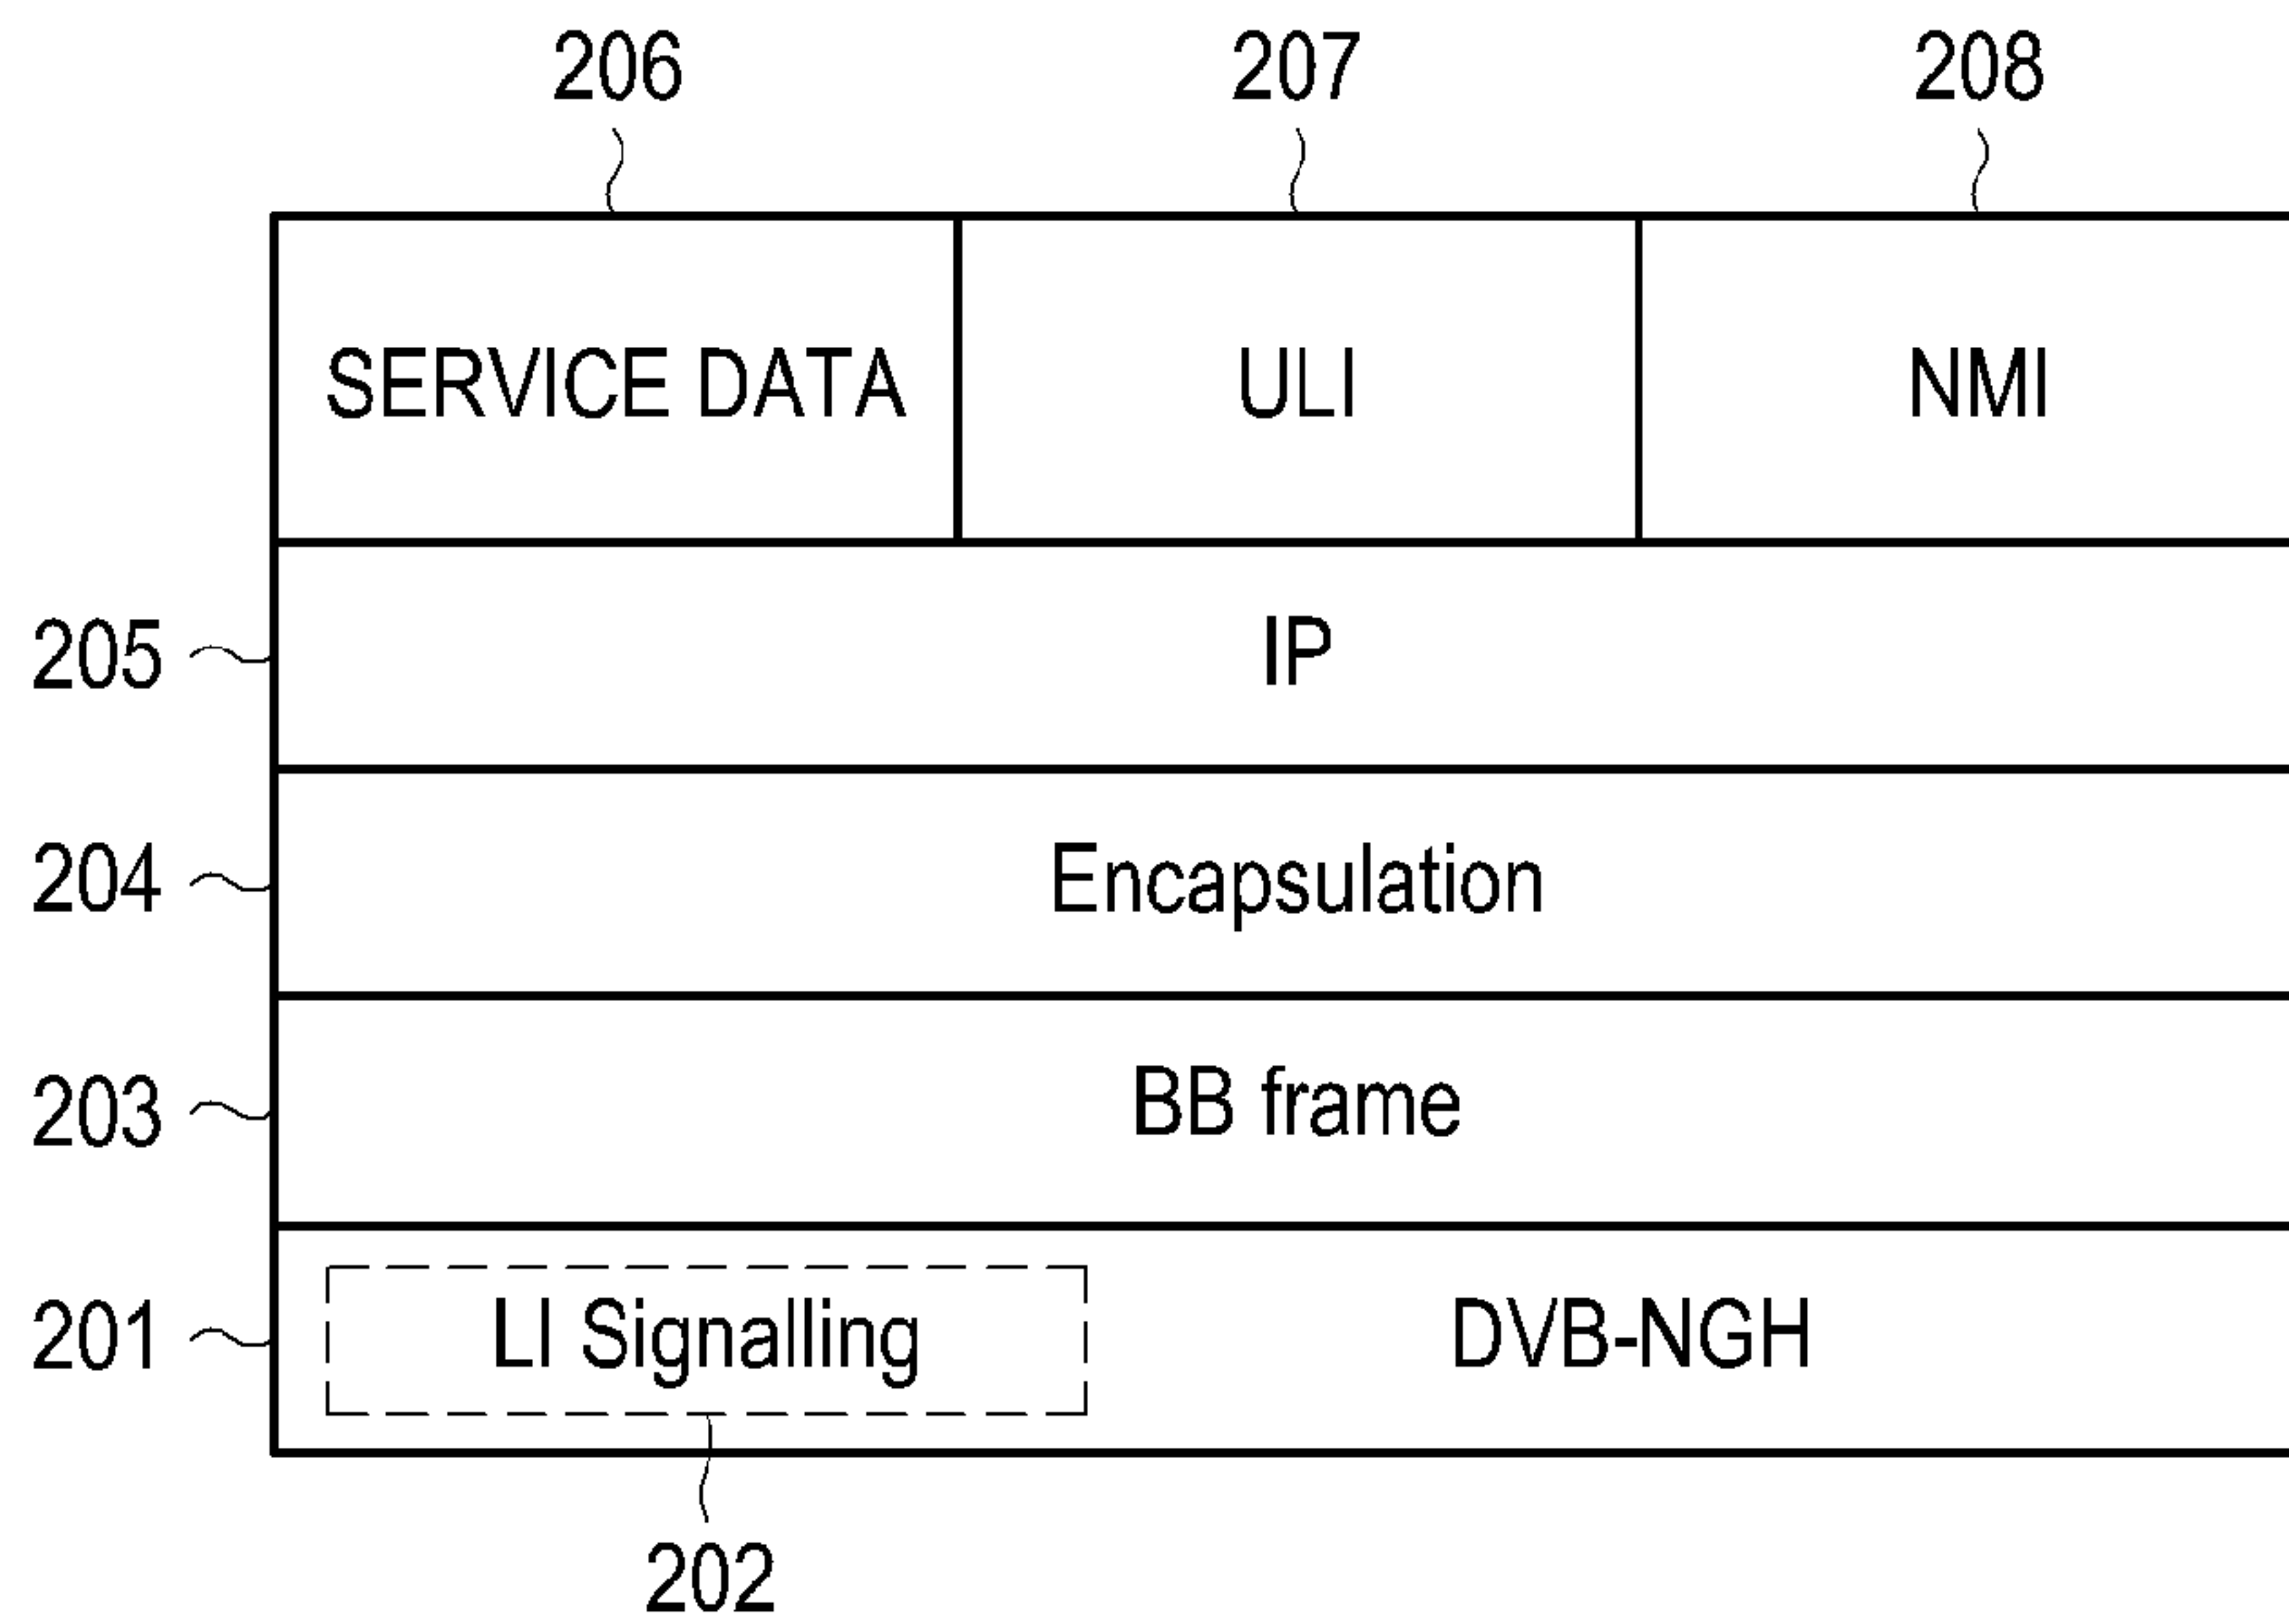 206 207 208
SERVICE DATA ULI NMI
205 IP
204 Encapsulation
203 BB frame
201 LI Signalling DVB-NGH
202